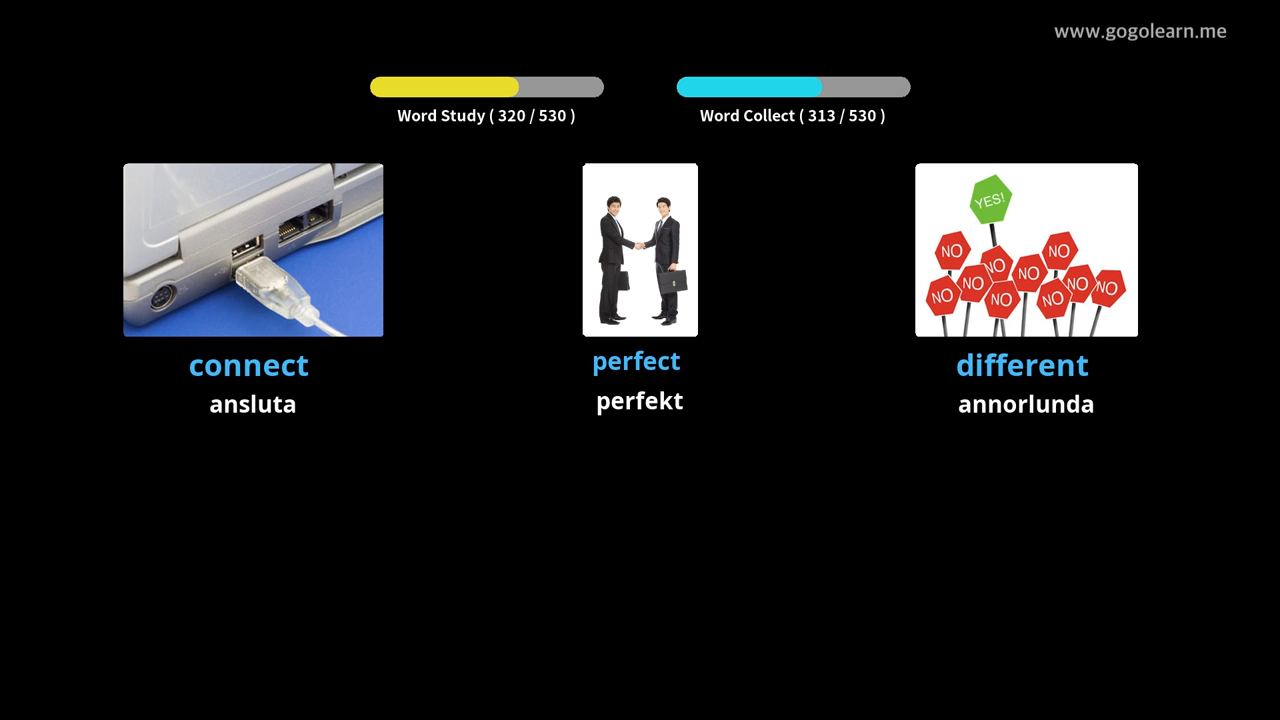 www.gogolearn.me
Word Study ( 320 / 530 )
Word Collect ( 313 / 530 )
YES!
NO
NO
NO
NO
NO
NO
NO
NO
NO
NO
connect
perfect
different
ansluta
perfekt
annorlunda